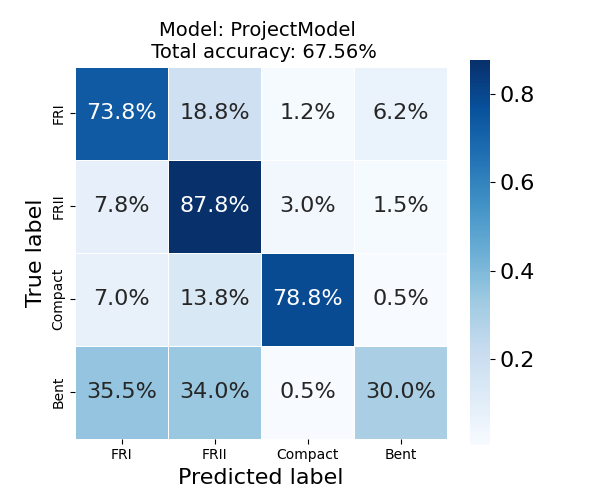 Model: ProjectModel
Total accuracy: 67.56%
True label
FRI 73.8% 18.8% 1.2% 6.2%
FRII 7.8% 87.8% 3.0% 1.5%
Compact 7.0% 13.8% 78.8% 0.5%
Bent 35.5% 34.0% 0.5% 30.0%
FRI FRII Compact Bent
Predicted label
0.8
0.6
0.4
0.2